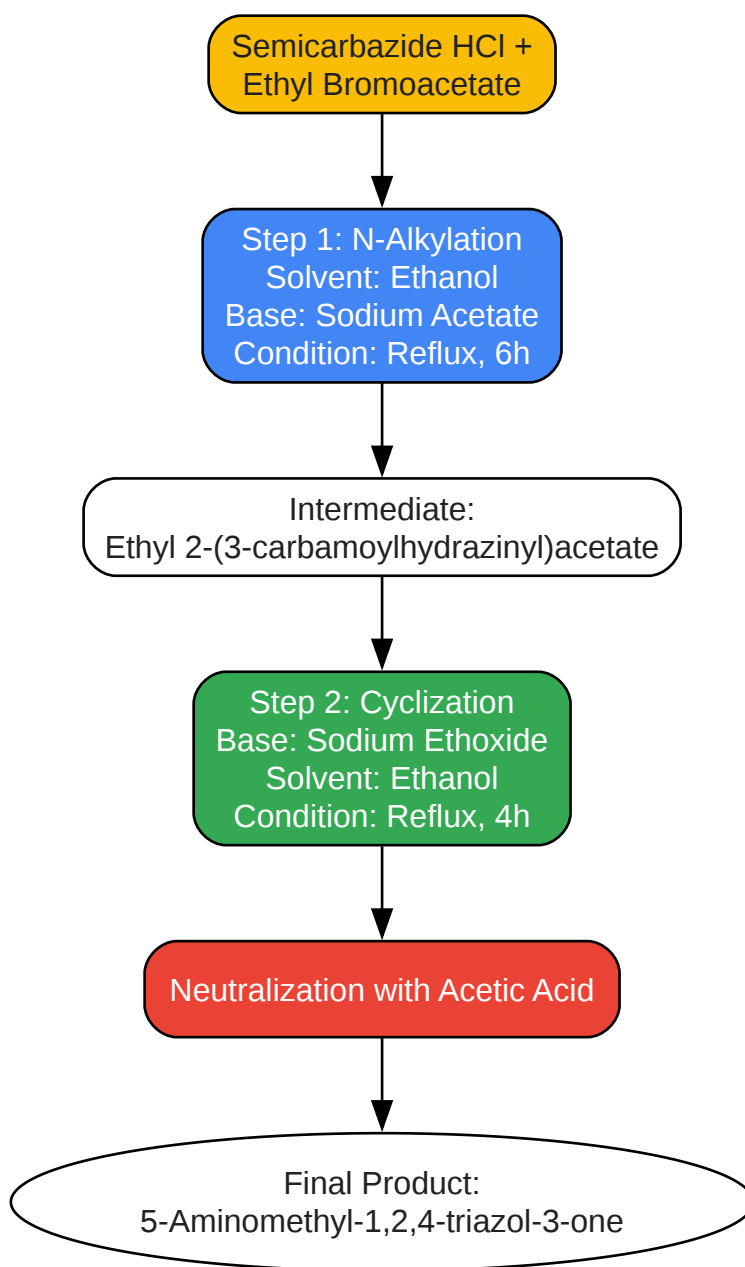 Semicarbazide HCl +
Ethyl Bromoacetate
Step 1: N-Alkylation
Solvent: Ethanol
Base: Sodium Acetate
Condition: Reflux, 6h
Intermediate:
Ethyl 2-(3-carbamoylhydrazinyl)acetate
Step 2: Cyclization
Base: Sodium Ethoxide
Solvent: Ethanol
Condition: Reflux, 4h
Neutralization with Acetic Acid
Final Product:
5-Aminomethyl-1,2,4-triazol-3-one